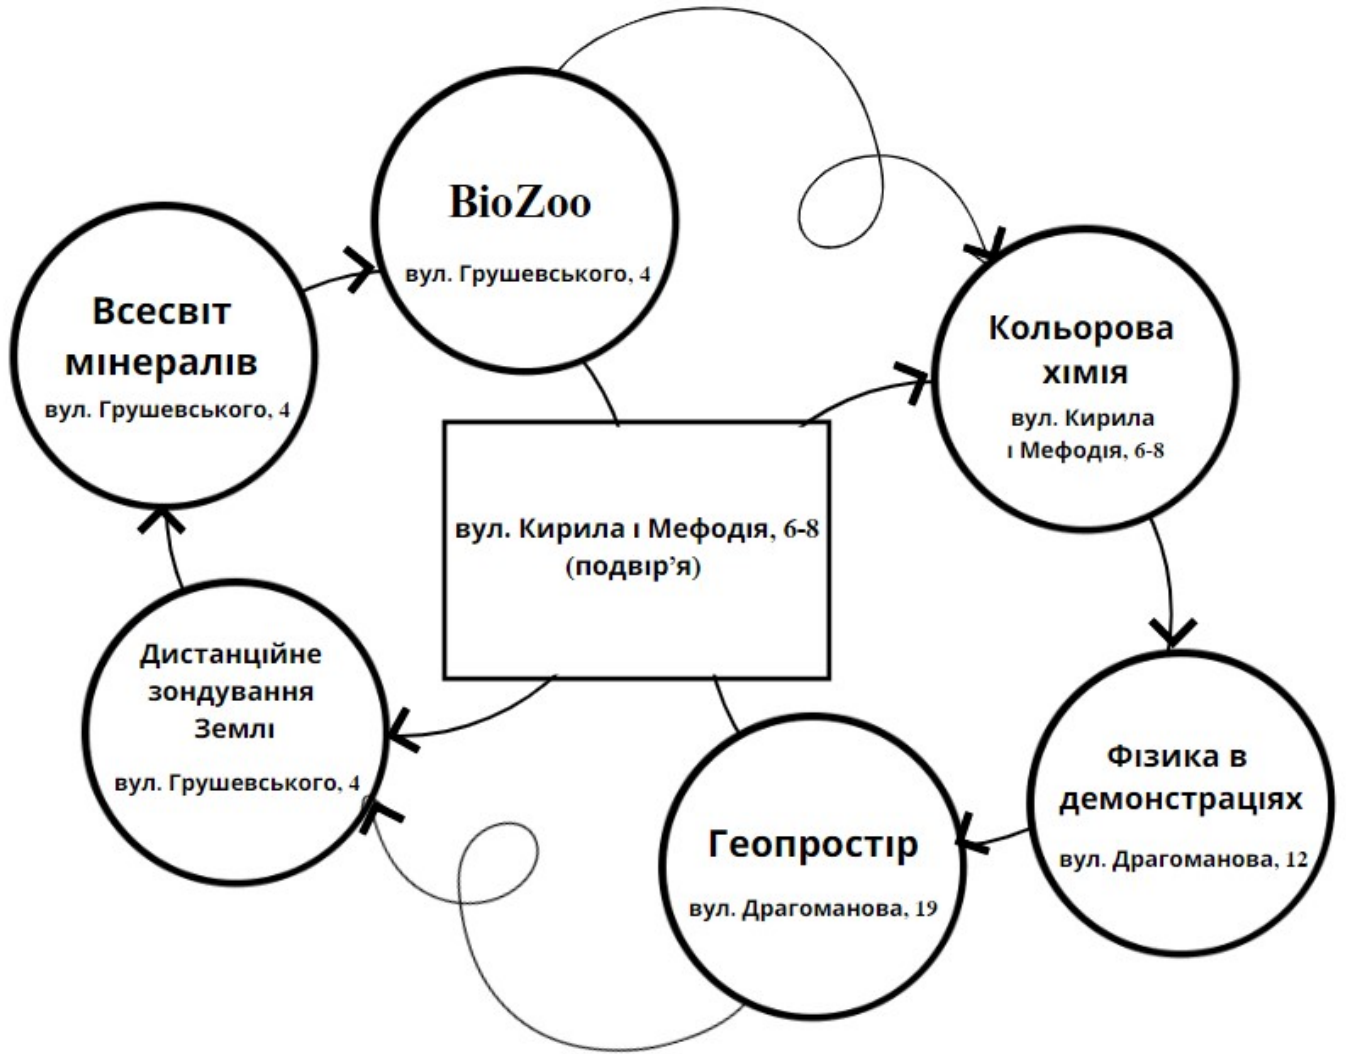 BioZoo
вул. Грушевського, 4
Всесвіт
мінералів
вул. Грушевського, 4
Кольорова
хімія
вул. Кирила
і Мефодія, 6-8
вул. Кирила і Мефодія, 6-8
(подвір’я)
Дистанційне
зондування
Землі
вул. Грушевського, 4
Геопростір
вул. Драгоманова, 19
Фізика в
демонстраціях
вул. Драгоманова, 12